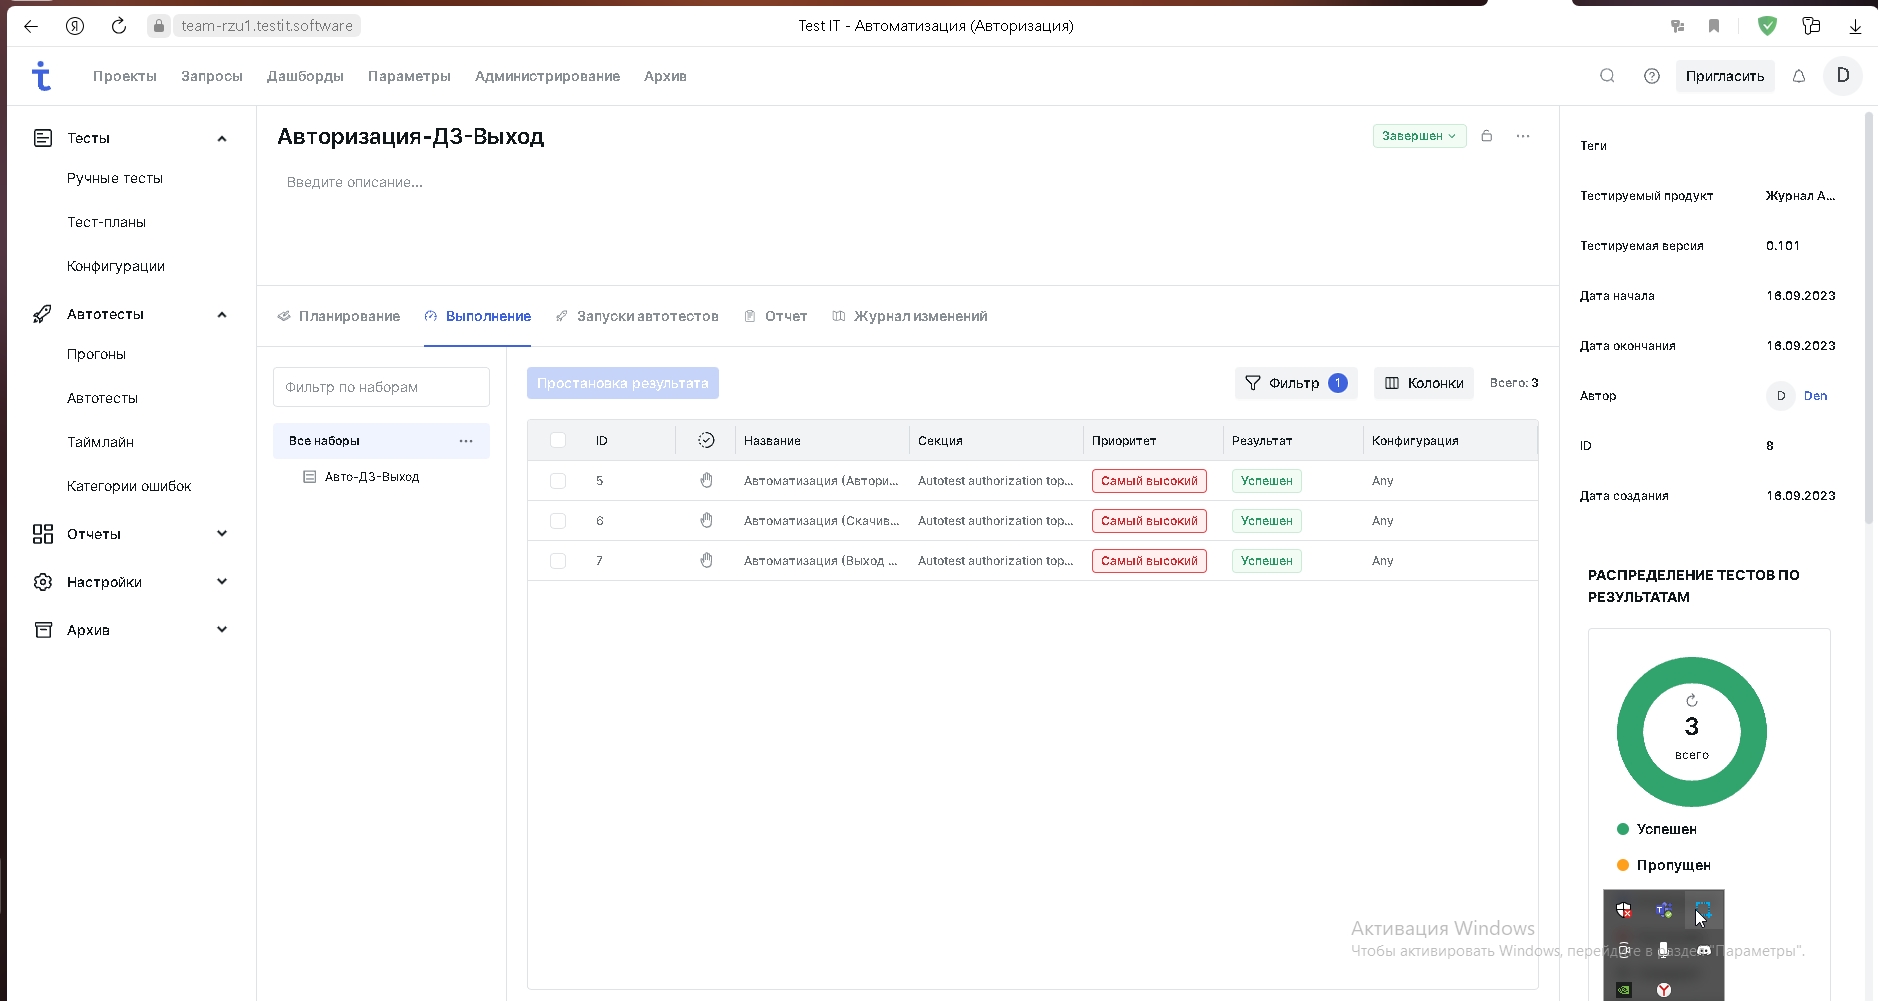 team-rzu1.testit.software
Test IT - Автоматизация (Авторизация)
Проекты Запросы Дашборды Параметры Администрирование Архив
Пригласить
D
Тесты
Ручные тесты
Тест-планы
Конфигурации
Автотесты
Прогоны
Автотесты
Таймлайн
Категории ошибок
Отчеты
Настройки
Архив
Авторизация-ДЗ-Выход
Завершен
Введите описание...
Планирование Выполнение Запуски автотестов Отчет Журнал изменений
Фильтр по наборам
Все наборы
Авто-ДЗ-Выход
Простановка результата
Фильтр 1 Колонки Всего: 3
ID Название Секция Приоритет Результат Конфигурация
5 Автоматизация (Автори... Autotest authorization top... Самый высокий Успешен Any
6 Автоматизация (Скачив... Autotest authorization top... Самый высокий Успешен Any
7 Автоматизация (Выход ... Autotest authorization top... Самый высокий Успешен Any
Теги
Тестируемый продукт Журнал А...
Тестируемая версия 0.101
Дата начала 16.09.2023
Дата окончания 16.09.2023
Автор D Den
ID 8
Дата создания 16.09.2023
РАСПРЕДЕЛЕНИЕ ТЕСТОВ ПО
РЕЗУЛЬТАТАМ
3
всего
Успешен
Пропущен
Активация Windows
Чтобы активировать Windows, перейдите в раздел "Параметры".